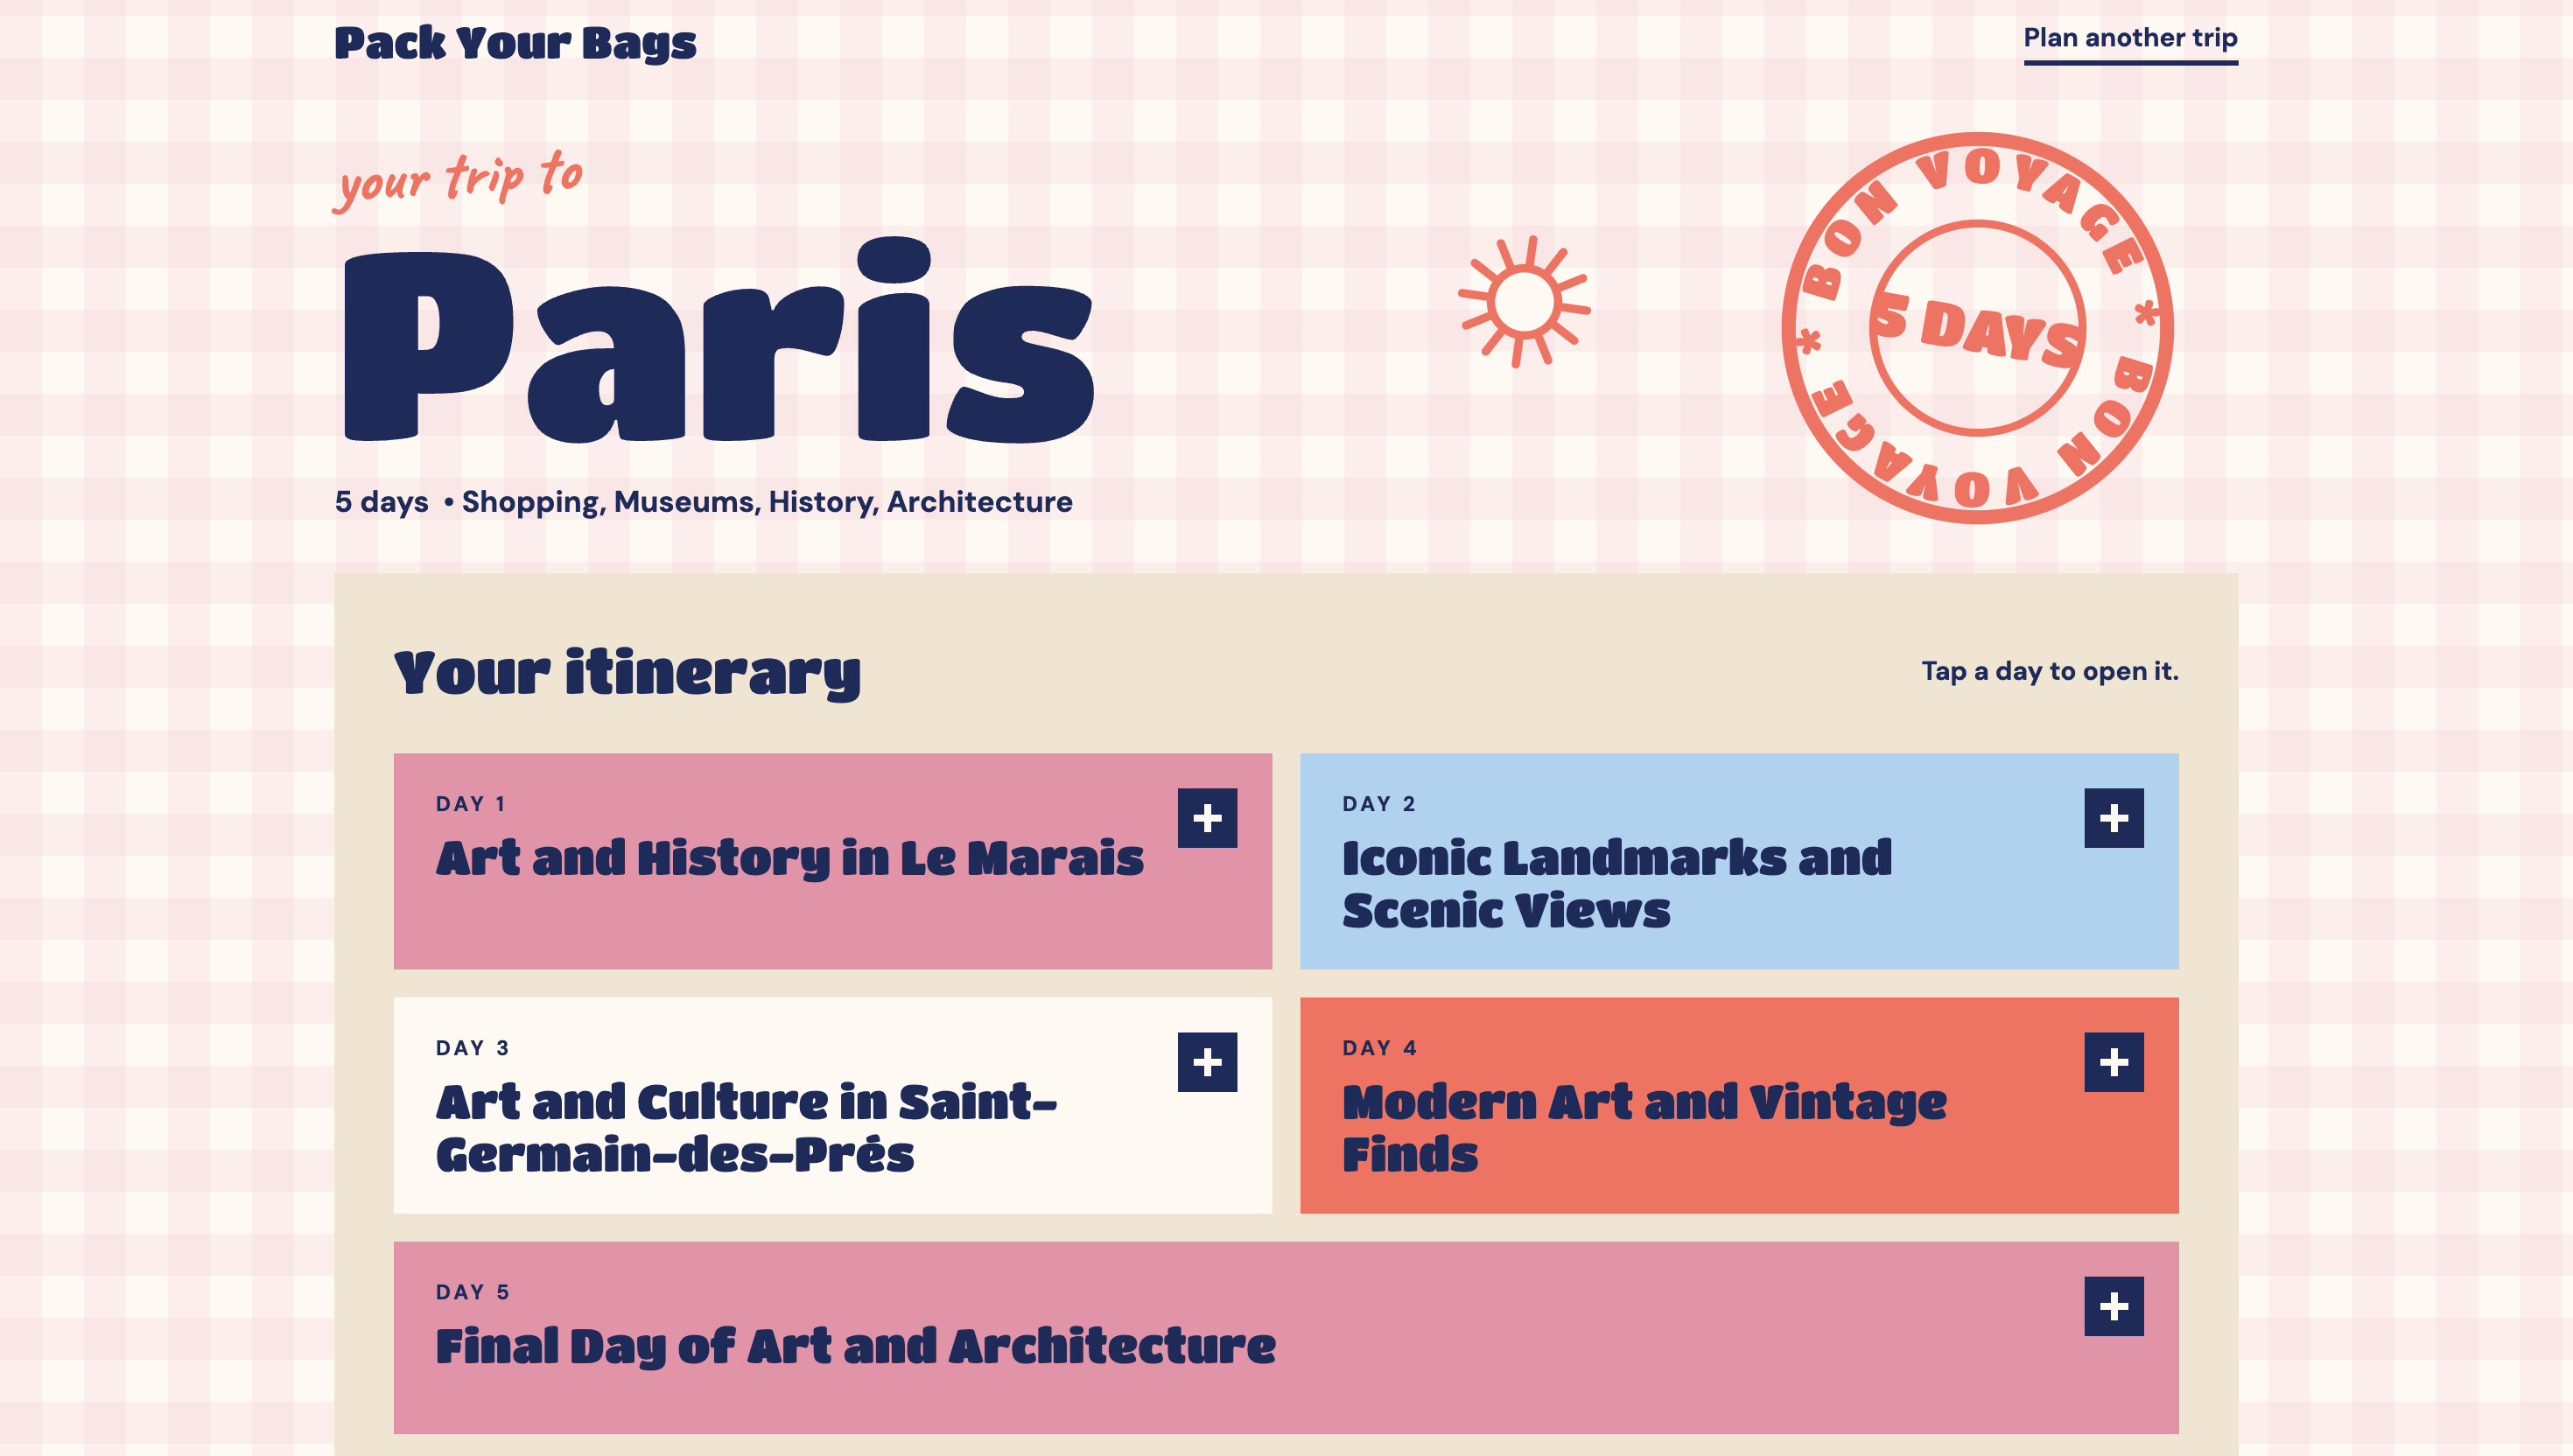 Pack Your Bags
Plan another trip
your trip to
Paris
5 days • Shopping, Museums, History, Architecture
* BON VOYAGE * BON VOYAGE
5 DAYS
Your itinerary
Tap a day to open it.
DAY 1
Art and History in Le Marais
DAY 2
Iconic Landmarks and
Scenic Views
DAY 3
Art and Culture in Saint-
Germain-des-Prés
DAY 4
Modern Art and Vintage
Finds
DAY 5
Final Day of Art and Architecture